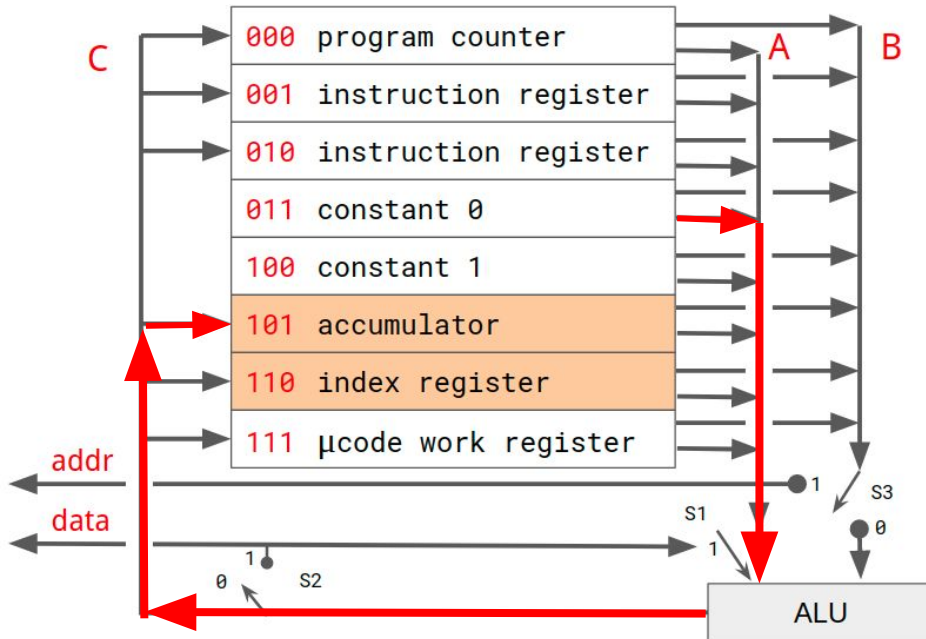 C
A
B
000 program counter
001 instruction register
010 instruction register
011 constant 0
100 constant 1
101 accumulator
110 index register
111 μcode work register
addr
1
S3
data
S1
0
1
1
0
S2
ALU